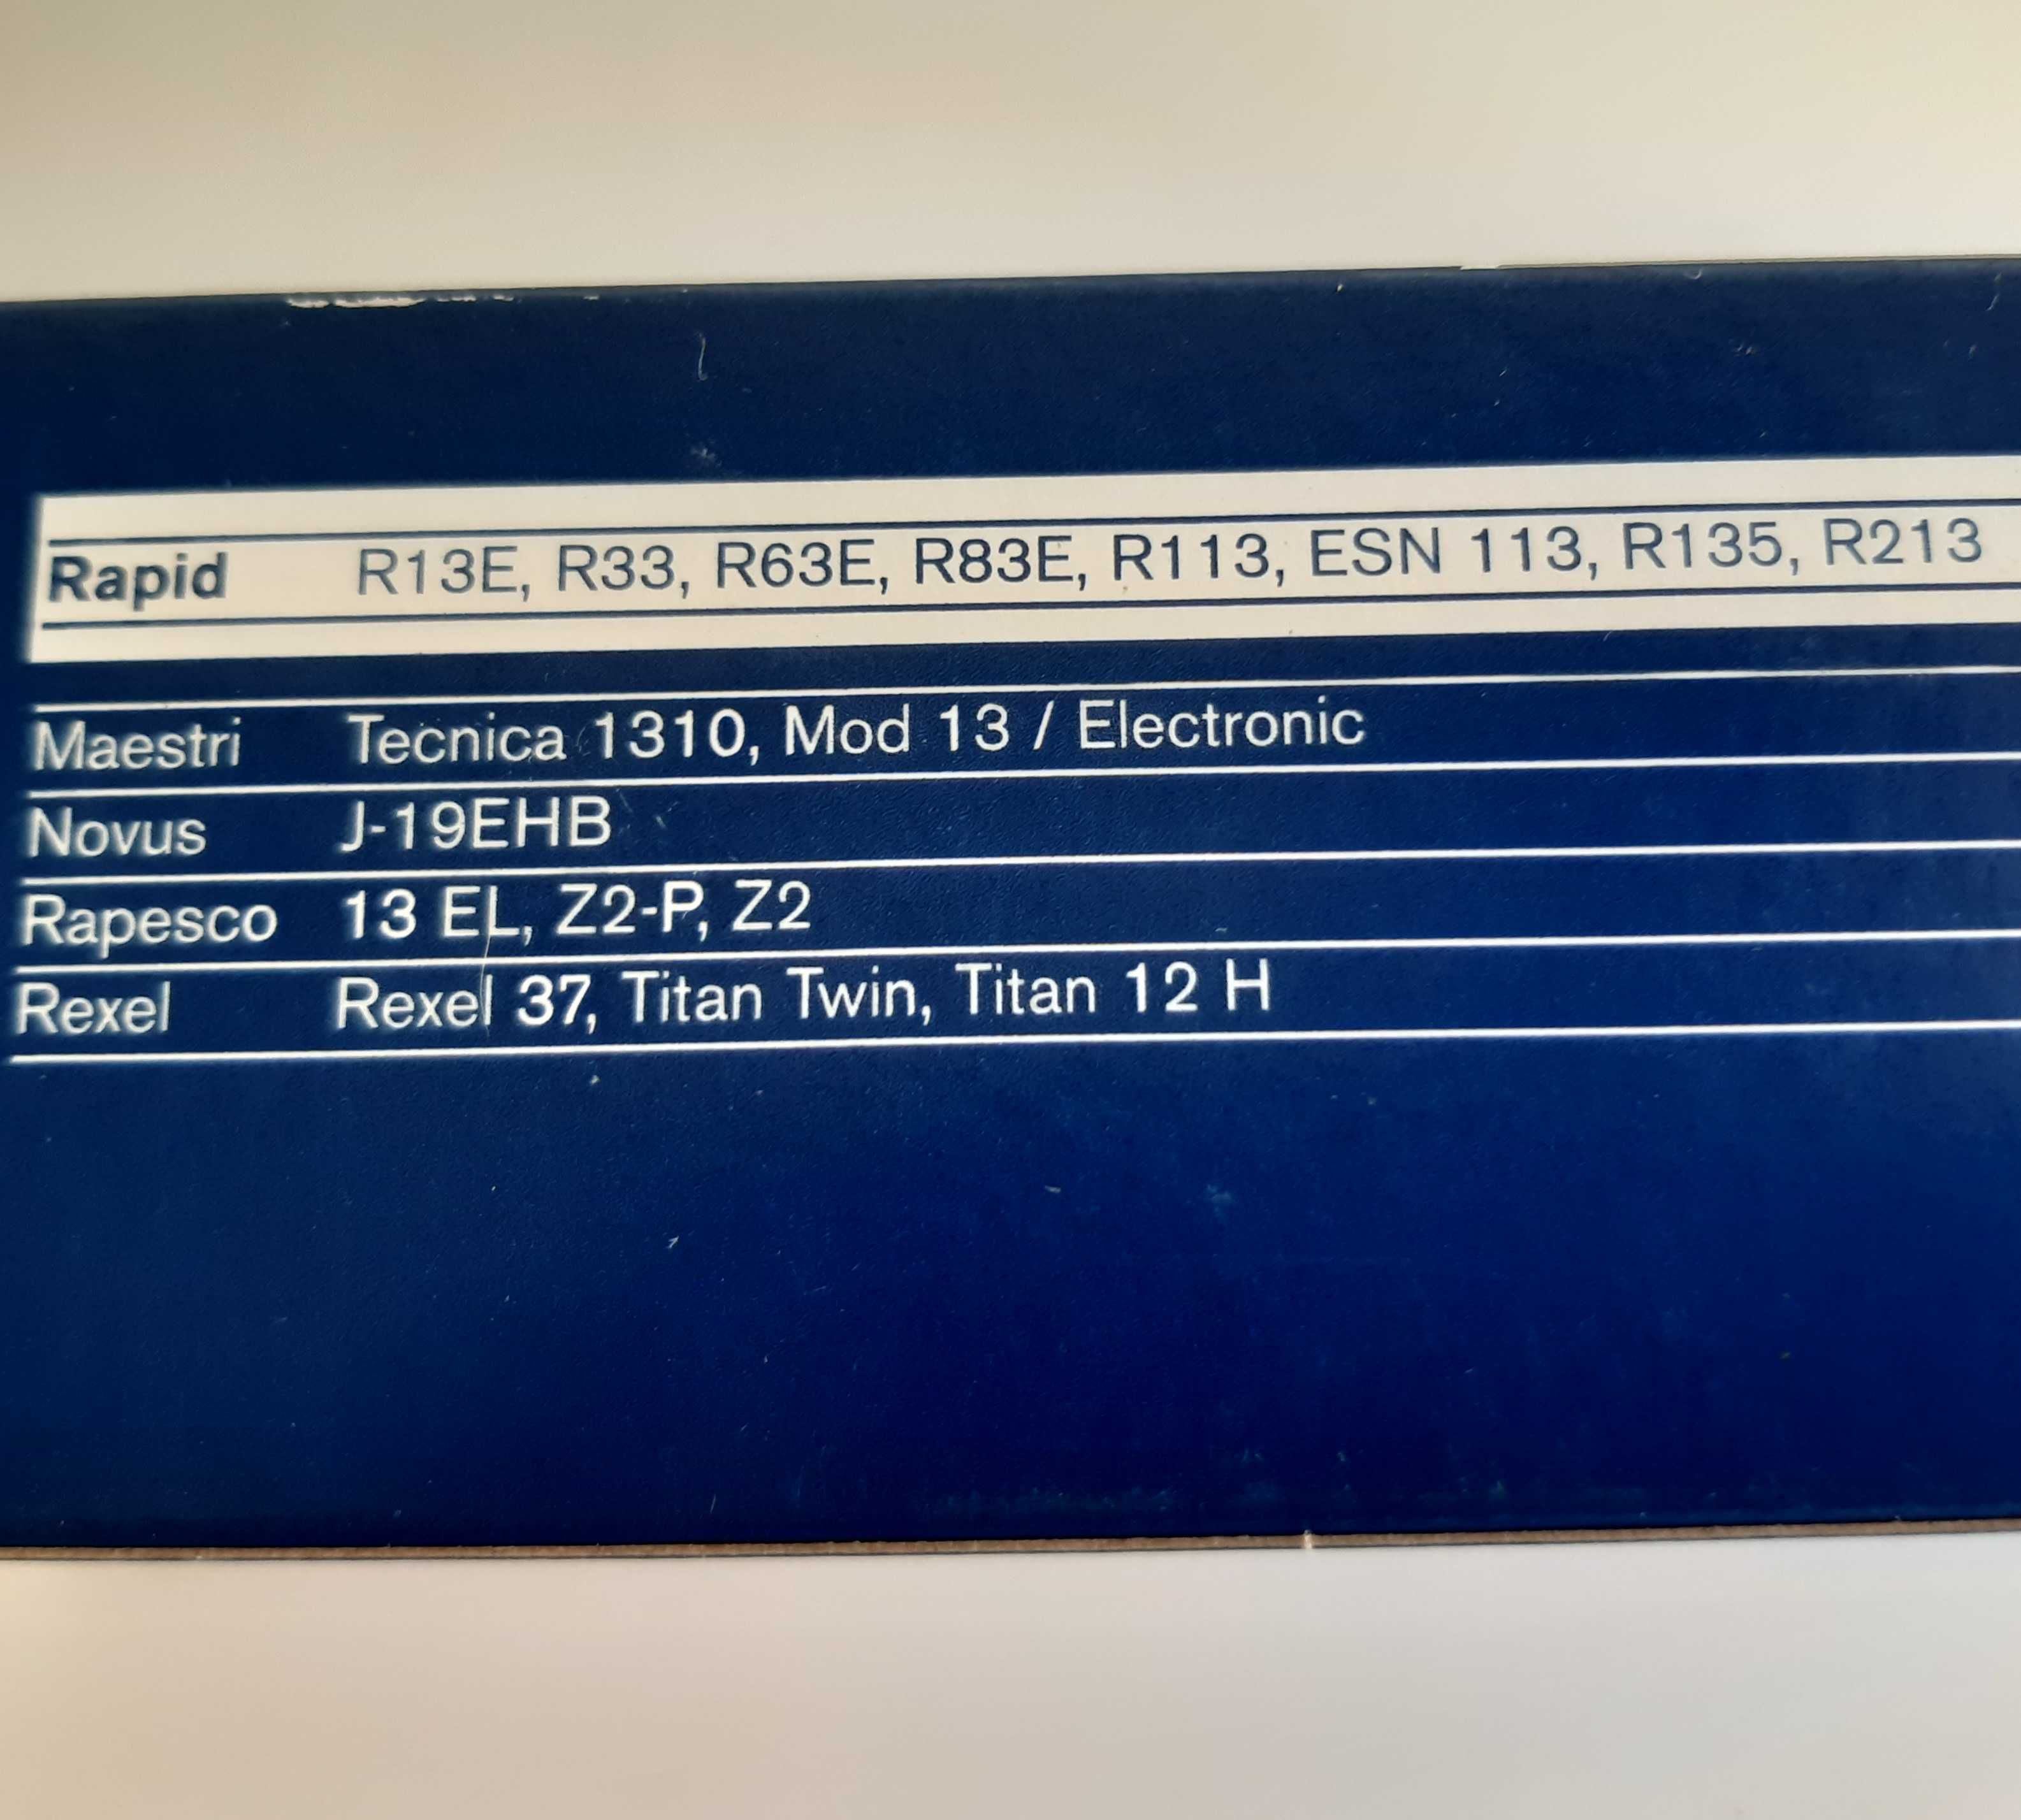 Rapid R13E, R33, R63E, R83E, R113, ESN 113, R135, R213
Maestri Tecnica 1310, Mod 13 / Electronic
Novus J-19EHB
Rapesco 13 EL, Z2-P, Z2
Rexel Rexel 37, Titan Twin, Titan 12 H